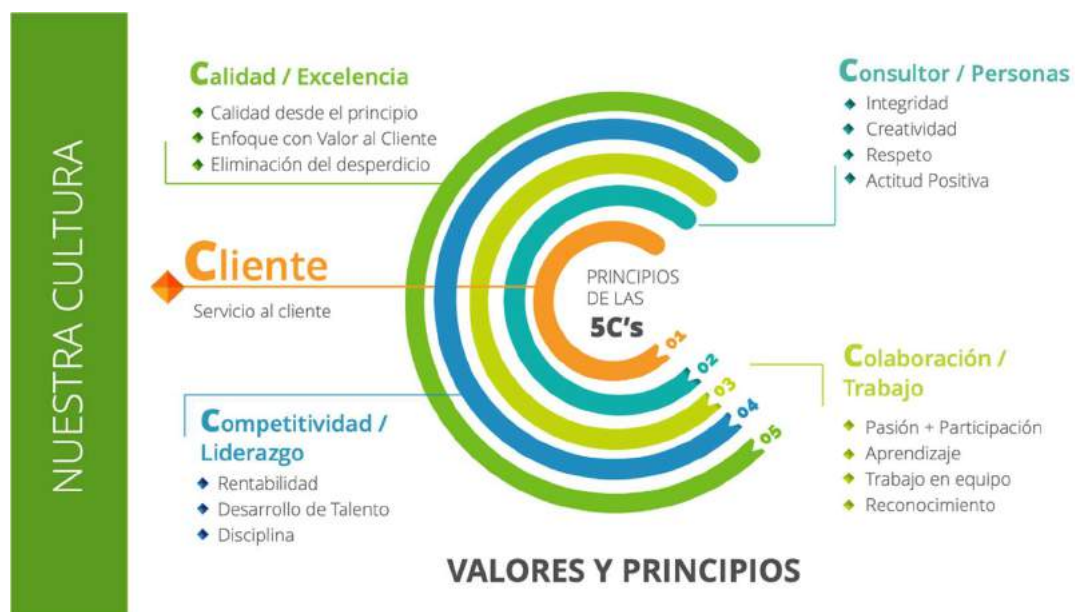 NUESTRA CULTURA
Calidad / Excelencia
Calidad desde el principio
Enfoque con Valor al Cliente
Eliminación del desperdicio
Cliente
Servicio al cliente
Competitividad /
Liderazgo
Rentabilidad
Desarrollo de Talento
Disciplina
PRINCIPIOS
DE LAS
5C's
01
02
03
04
05
Consultor / Personas
Integridad
Creatividad
Respeto
Actitud Positiva
Colaboración /
Trabajo
Pasión + Participación
Aprendizaje
Trabajo en equipo
Reconocimiento
VALORES Y PRINCIPIOS